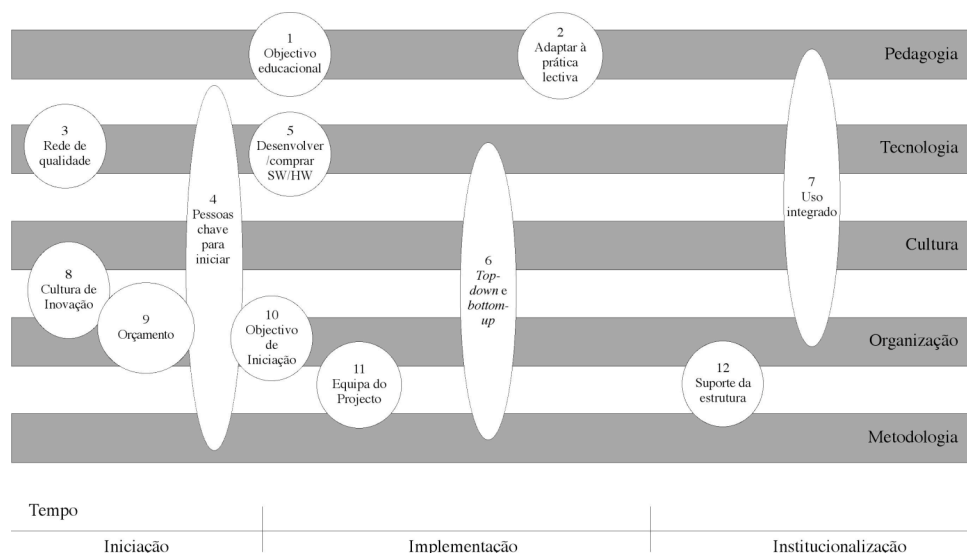 1
Objectivo
educacional
2
Adaptar à
prática
lectiva
Pedagogia
3
Rede de
qualidade
5
Desenvolver
/comprar
SW/HW
Tecnologia
4
Pessoas
chave
para
iniciar
7
Uso
integrado
Cultura
8
Cultura de
Inovação
6
Top-
down e
bottom-
up
9
Orçamento
10
Objectivo
de
Iniciação
Organização
11
Equipa do
Projecto
12
Suporte da
estrutura
Metodologia
Tempo
Iniciação
Implementação
Institucionalização